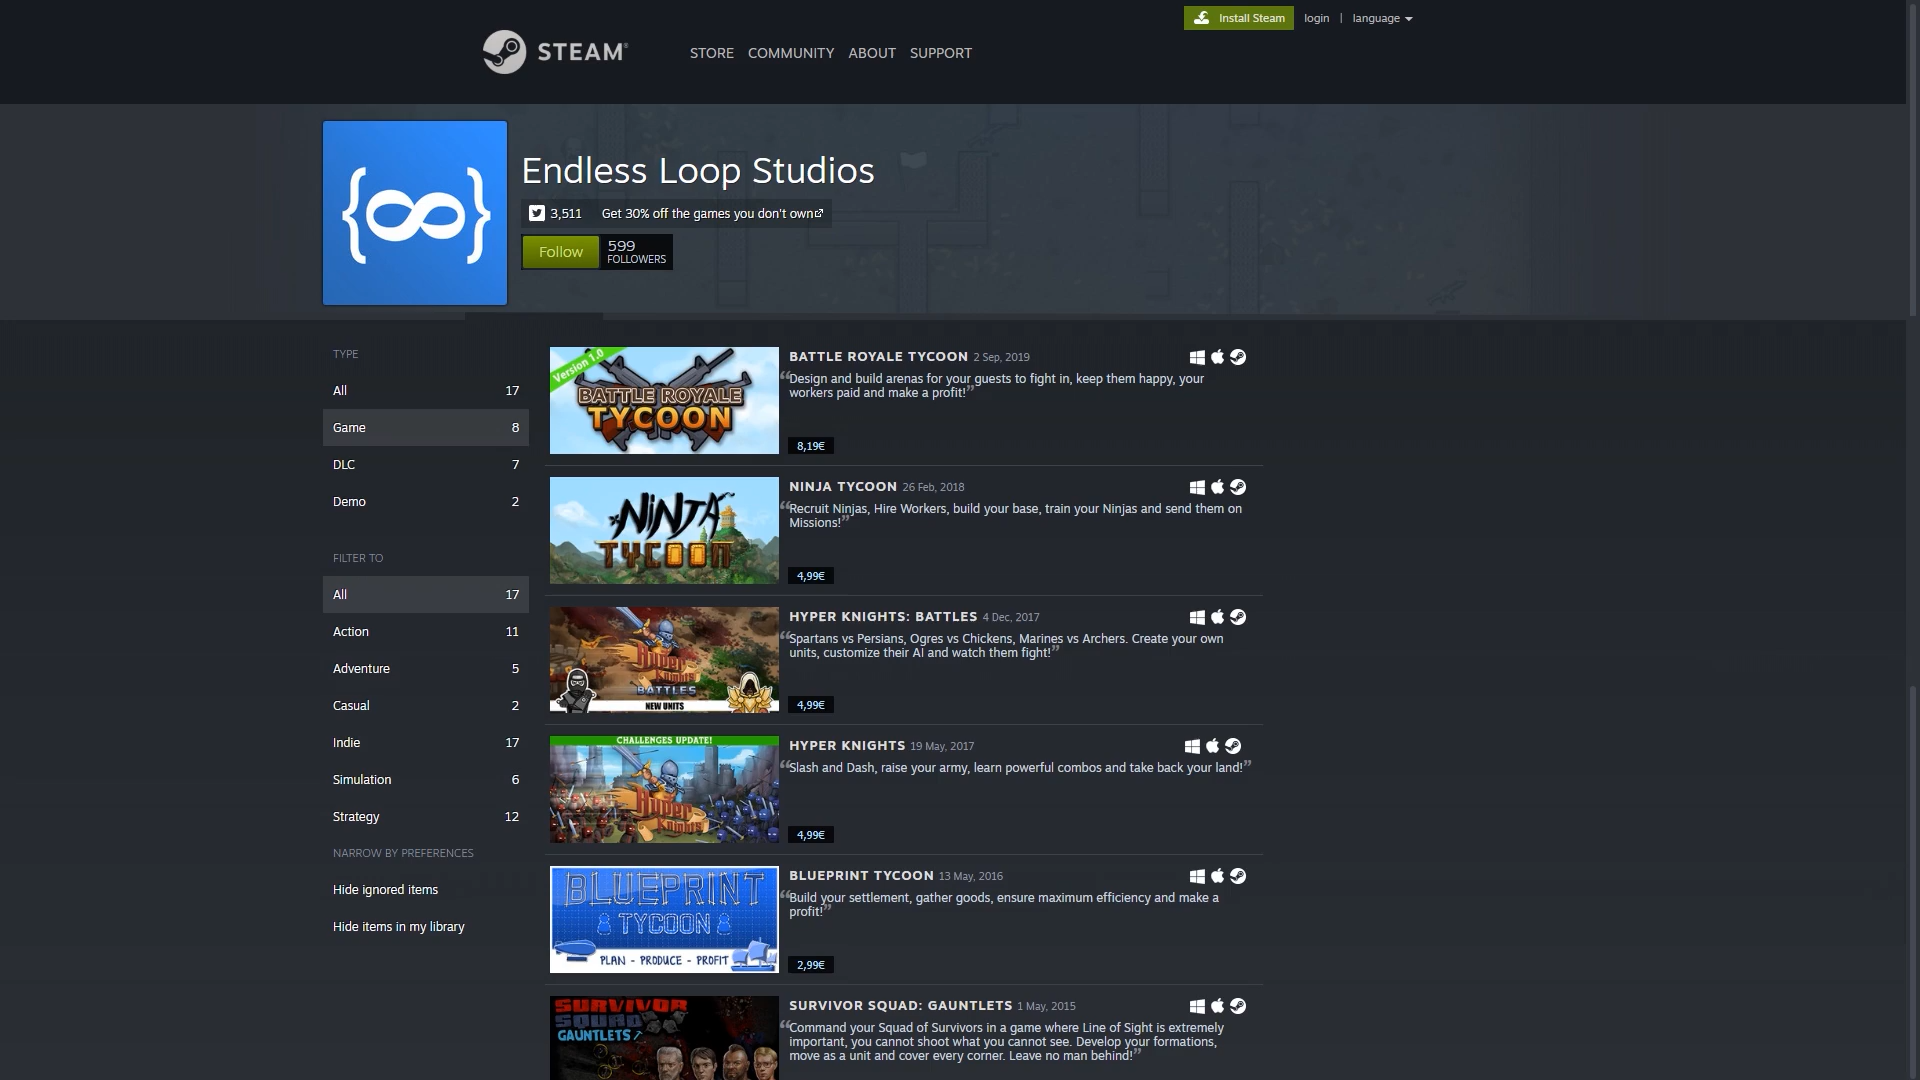 Install Steam login | language
STEAM®
STORE COMMUNITY ABOUT SUPPORT
Endless Loop Studios
3,511 Get 30% off the games you don't own
Follow 599
FOLLOWERS
TYPE
All 17
Game 8
DLC 7
Demo 2
FILTER TO
All 17
Action 11
Adventure 5
Casual 2
Indie 17
Simulation 6
Strategy 12
NARROW BY PREFERENCES
Hide ignored items
Hide items in my library
Version 1.0
BATTLE ROYALE
TYCOON
BATTLE ROYALE TYCOON 2 Sep, 2019
“Design and build arenas for your guests to fight in, keep them happy, your
workers paid and make a profit!”
8,19€
NINJA
TYCOON
NINJA TYCOON 26 Feb, 2018
“Recruit Ninjas, Hire Workers, build your base, train your Ninjas and send them on
Missions!”
4,99€
Hyper
Knights
BATTLES
NEW UNITS
HYPER KNIGHTS: BATTLES 4 Dec, 2017
“Spartans vs Persians, Ogres vs Chickens, Marines vs Archers. Create your own
units, customize their AI and watch them fight!”
4,99€
CHALLENGES UPDATE!
Hyper
Knights
HYPER KNIGHTS 19 May, 2017
“Slash and Dash, raise your army, learn powerful combos and take back your land!”
4,99€
BLUEPRINT
TYCOON
PLAN - PRODUCE - PROFIT
BLUEPRINT TYCOON 13 May, 2016
“Build your settlement, gather goods, ensure maximum efficiency and make a
profit!”
2,99€
SURVIVOR
SQUAD
GAUNTLETS
SURVIVOR SQUAD: GAUNTLETS 1 May, 2015
“Command your Squad of Survivors in a game where Line of Sight is extremely
important, you cannot shoot what you cannot see. Develop your formations,
move as a unit and cover every corner. Leave no man behind!”